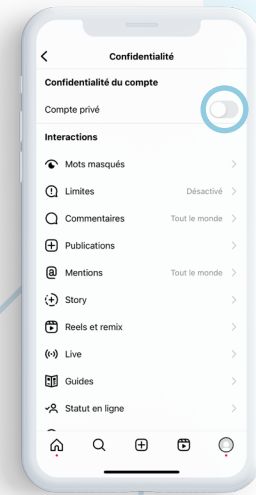 Confidentialité
Confidentialité du compte
Compte privé
Interactions
Mots masqués
Limites Désactivé
Commentaires Tout le monde
Publications
Mentions Tout le monde
Story
Reels et remix
Live
Guides
Statut en ligne